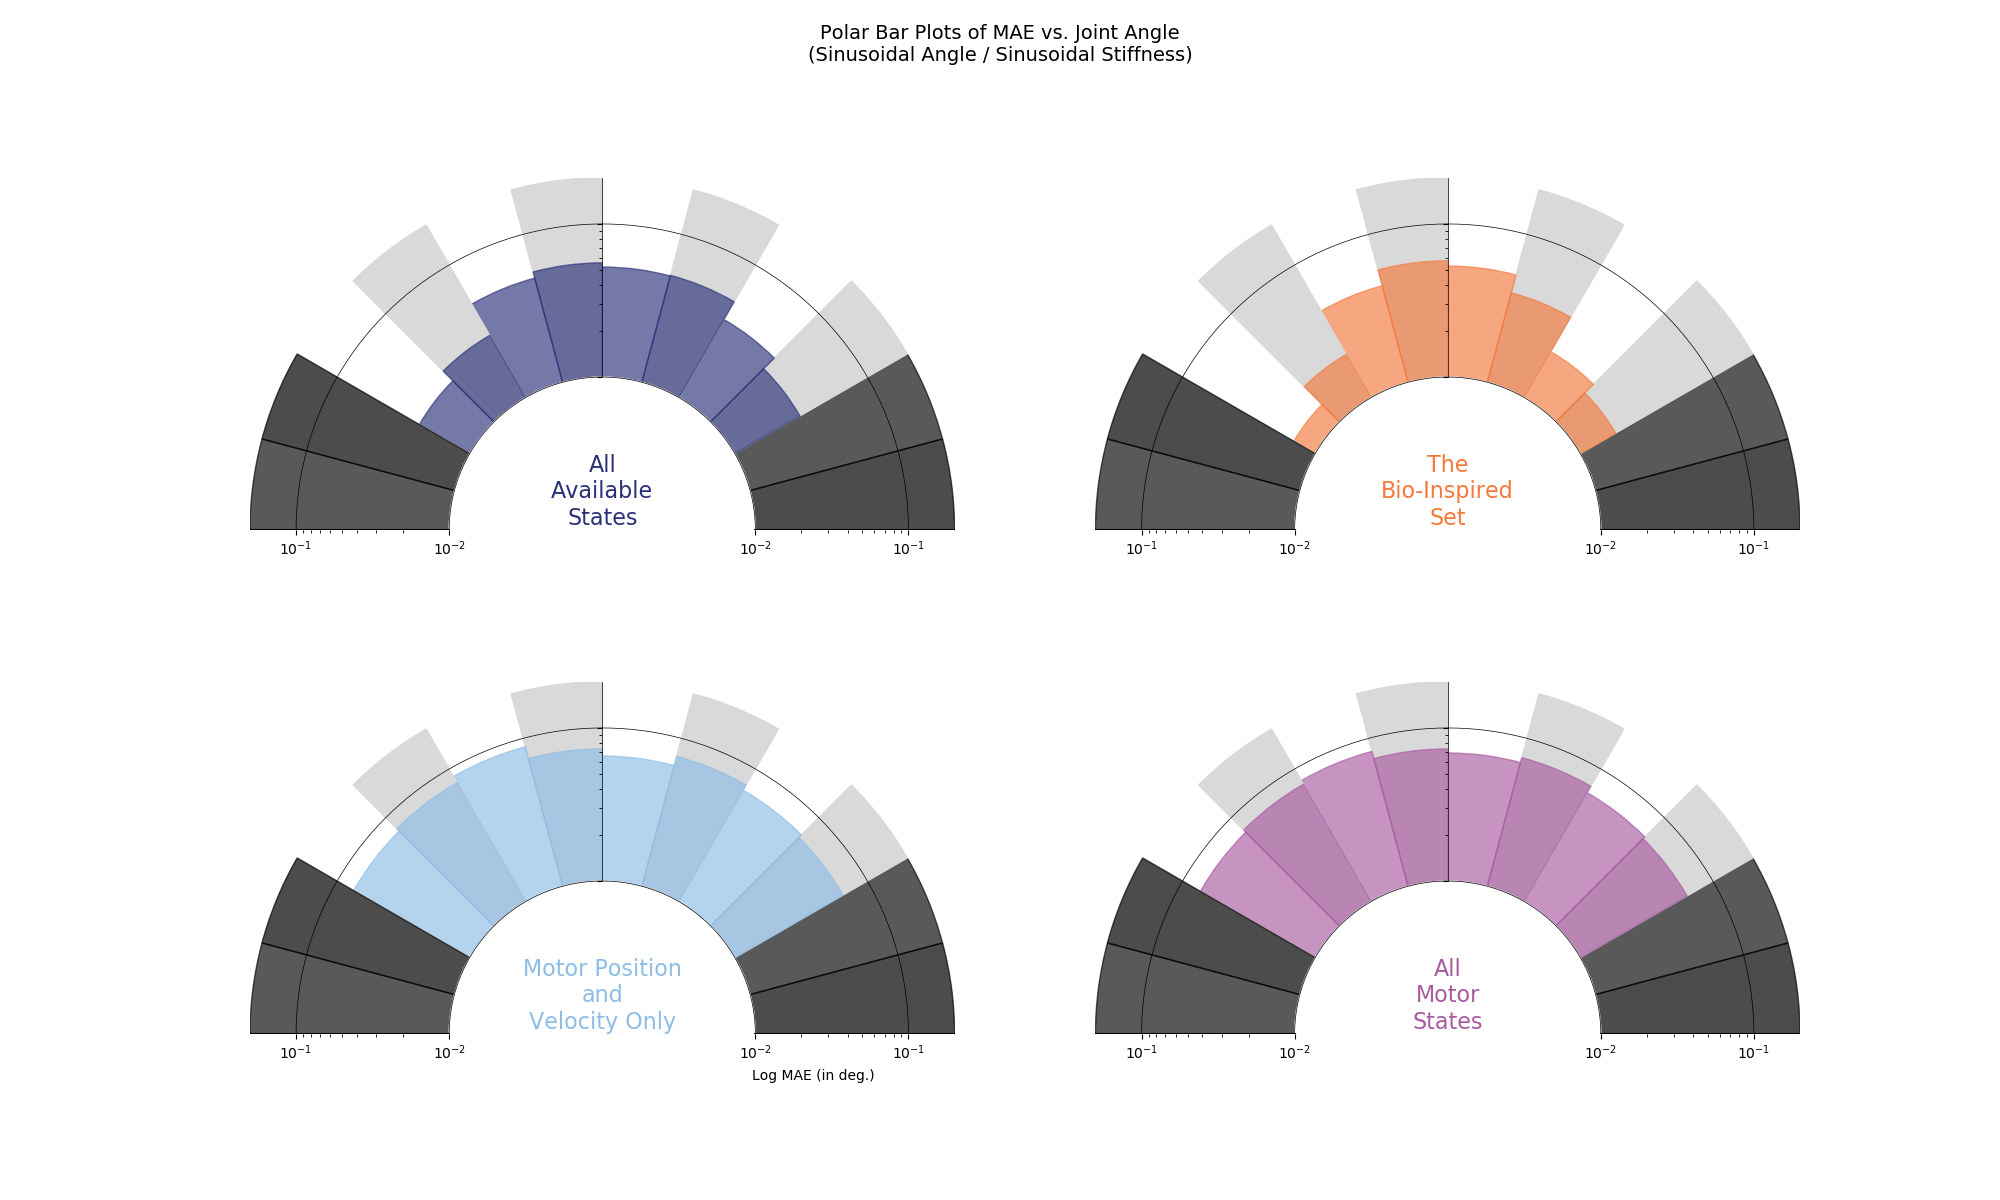 Polar Bar Plots of MAE vs. Joint Angle
(Sinusoidal Angle / Sinusoidal Stiffness)
All
Available
States
10⁻¹ 10⁻² 10⁻² 10⁻¹
The
Bio-Inspired
Set
10⁻¹ 10⁻² 10⁻² 10⁻¹
Motor Position
and
Velocity Only
10⁻¹ 10⁻² 10⁻² 10⁻¹
Log MAE (in deg.)
All
Motor
States
10⁻¹ 10⁻² 10⁻² 10⁻¹